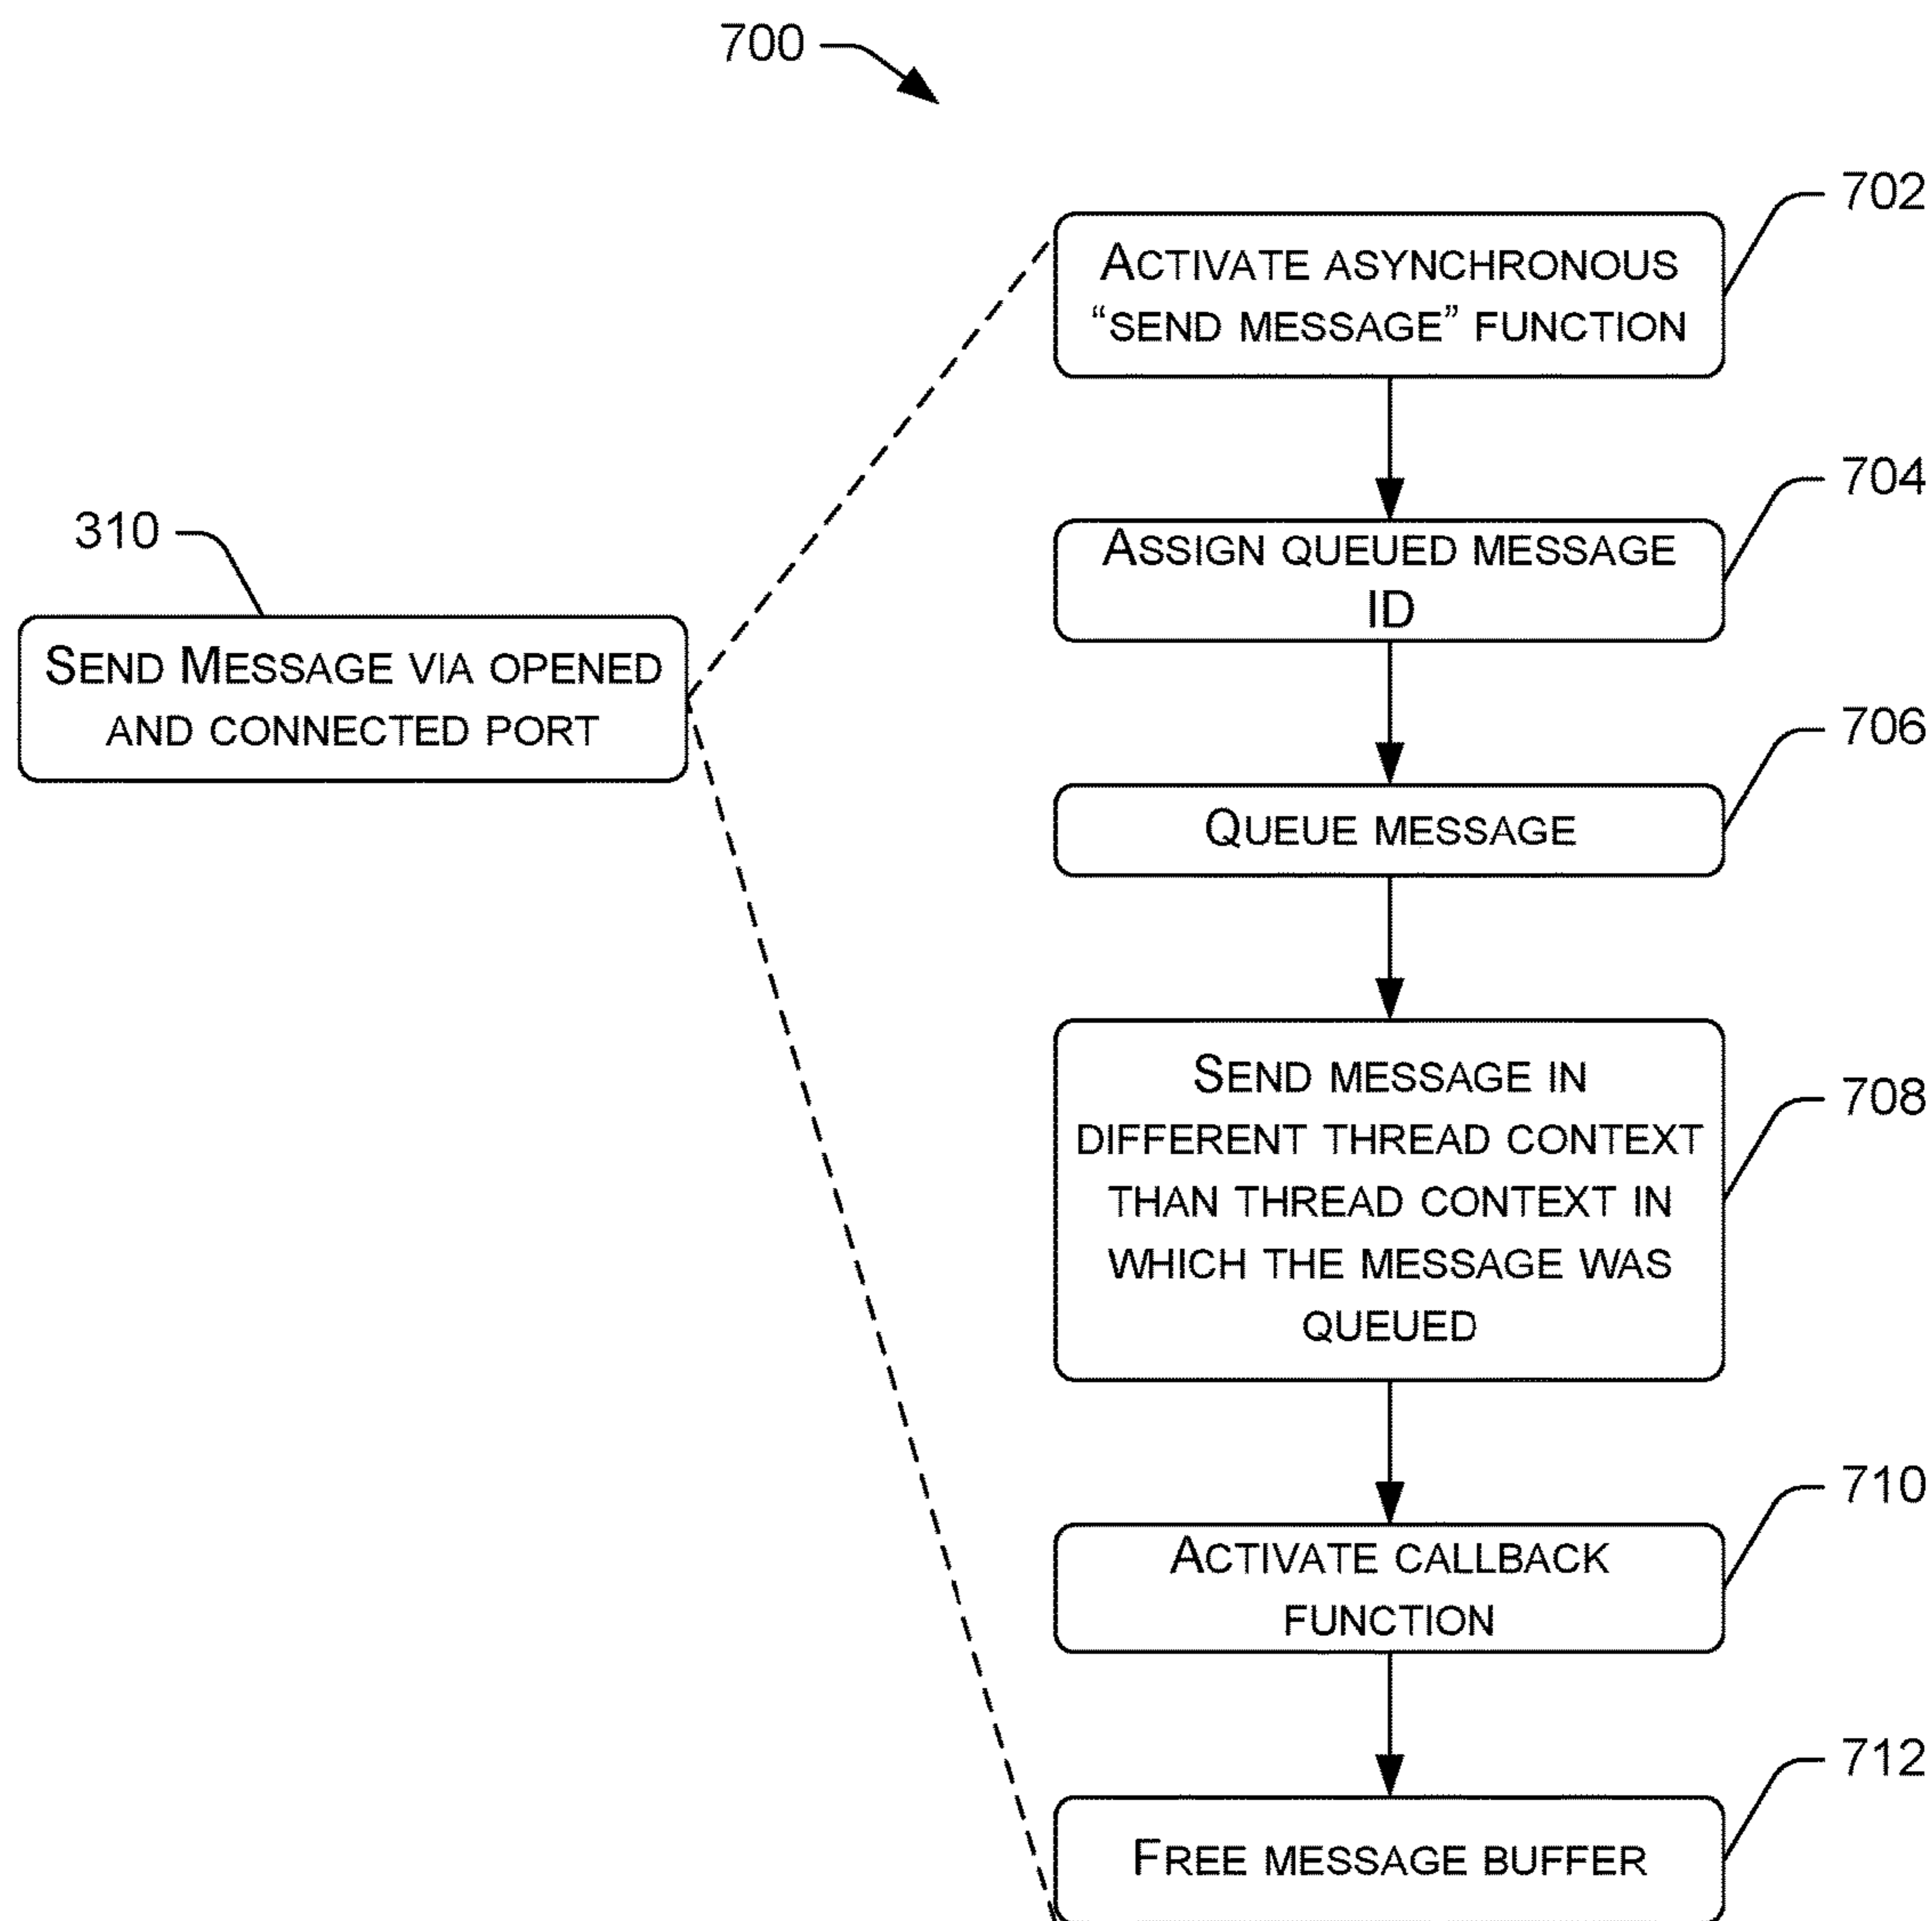 700
702
ACTIVATE ASYNCHRONOUS
“SEND MESSAGE” FUNCTION
704
ASSIGN QUEUED MESSAGE
ID
310
SEND MESSAGE VIA OPENED
AND CONNECTED PORT
706
QUEUE MESSAGE
708
SEND MESSAGE IN
DIFFERENT THREAD CONTEXT
THAN THREAD CONTEXT IN
WHICH THE MESSAGE WAS
QUEUED
710
ACTIVATE CALLBACK
FUNCTION
712
FREE MESSAGE BUFFER